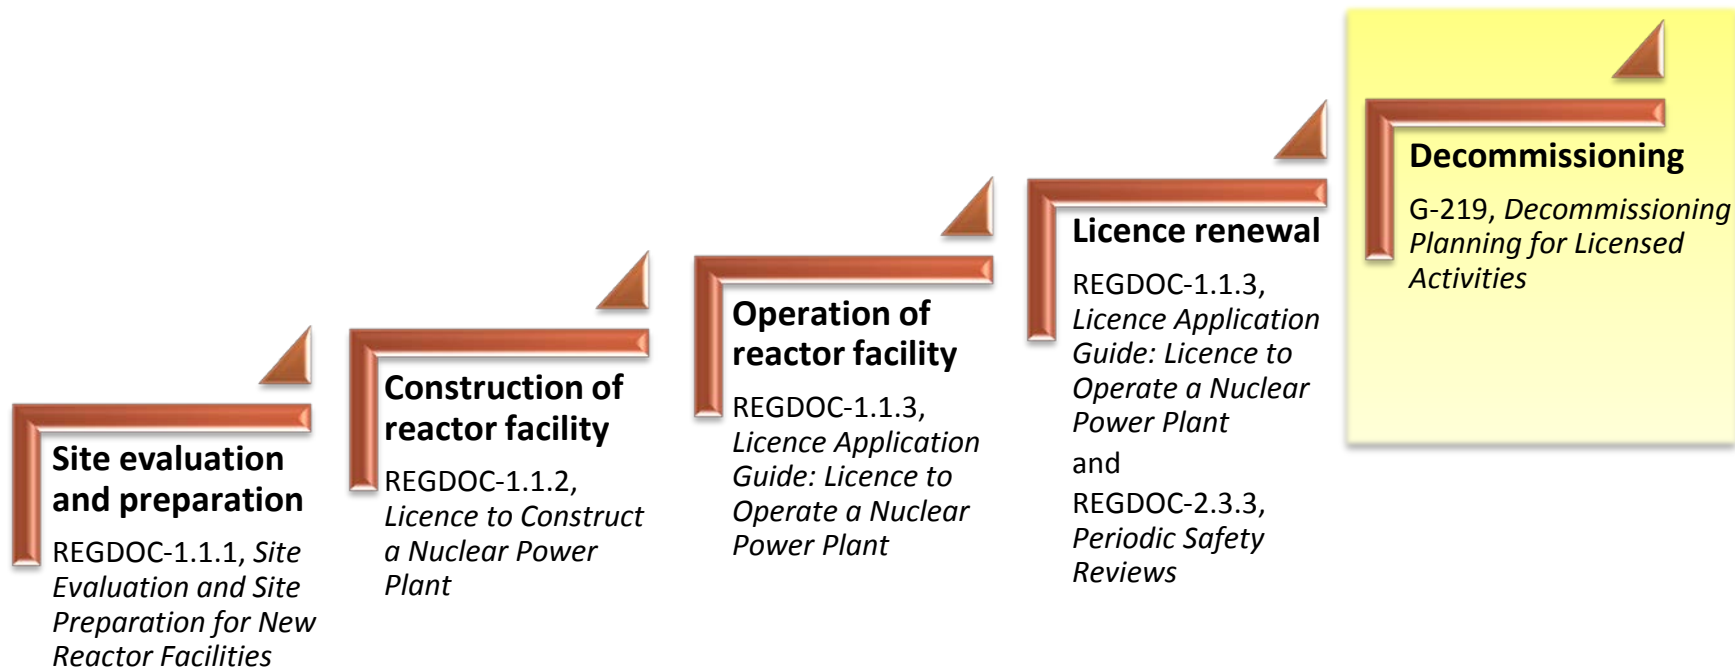 Site evaluation
and preparation
REGDOC-1.1.1, Site
Evaluation and Site
Preparation for New
Reactor Facilities
Construction of
reactor facility
REGDOC-1.1.2,
Licence to Construct
a Nuclear Power
Plant
Operation of
reactor facility
REGDOC-1.1.3,
Licence Application
Guide: Licence to
Operate a Nuclear
Power Plant
Licence renewal
REGDOC-1.1.3,
Licence Application
Guide: Licence to
Operate a Nuclear
Power Plant
and
REGDOC-2.3.3,
Periodic Safety
Reviews
Decommissioning
G-219, Decommissioning
Planning for Licensed
Activities